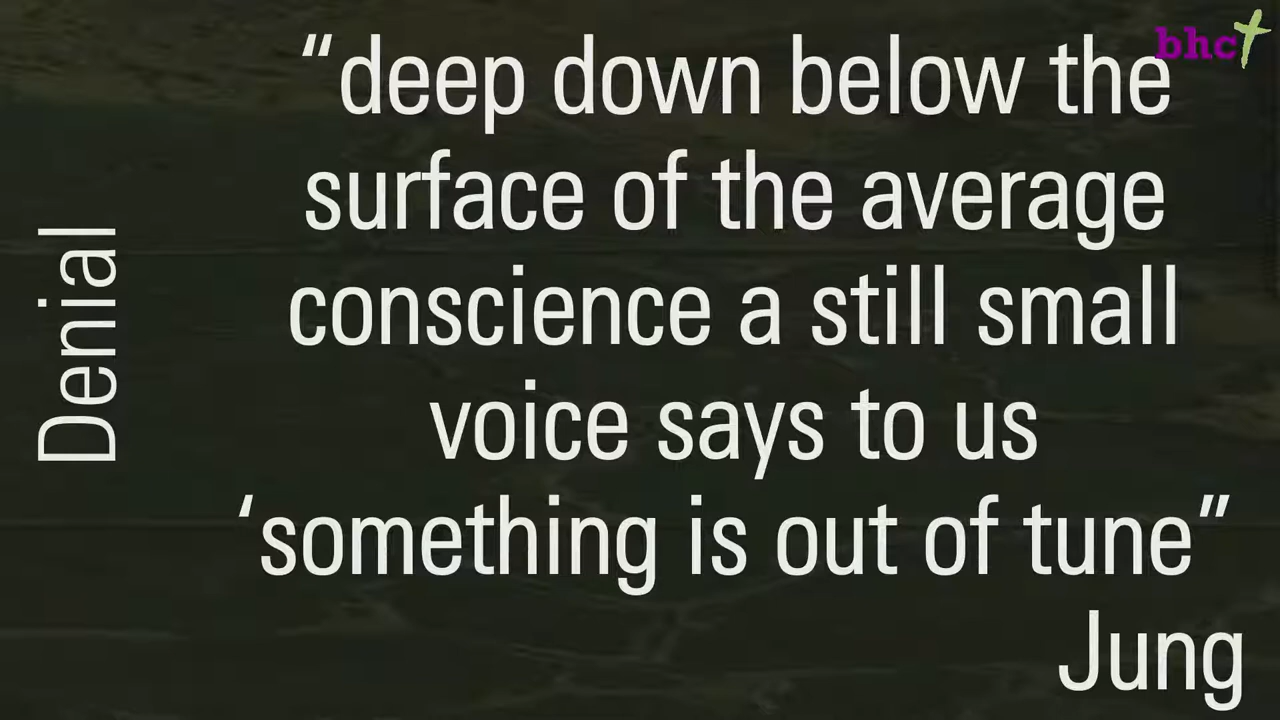 bhc
Denial
“deep down below the
surface of the average
conscience a still small
voice says to us
‘something is out of tune”
Jung